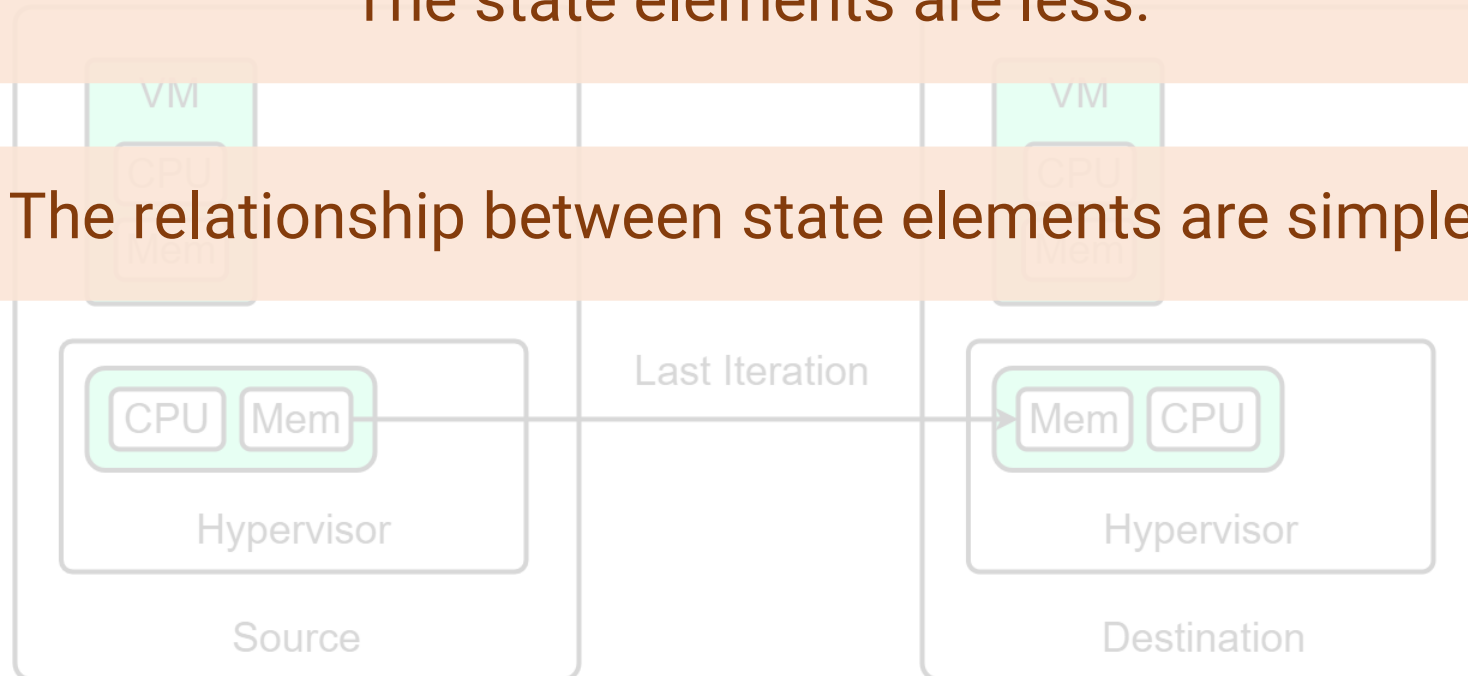 The state elements are less.
VM VM
CPU CPU
The relationship between state elements are simple
Mem Mem
Last Iteration
CPU Mem Mem CPU
Hypervisor Hypervisor
Source Destination